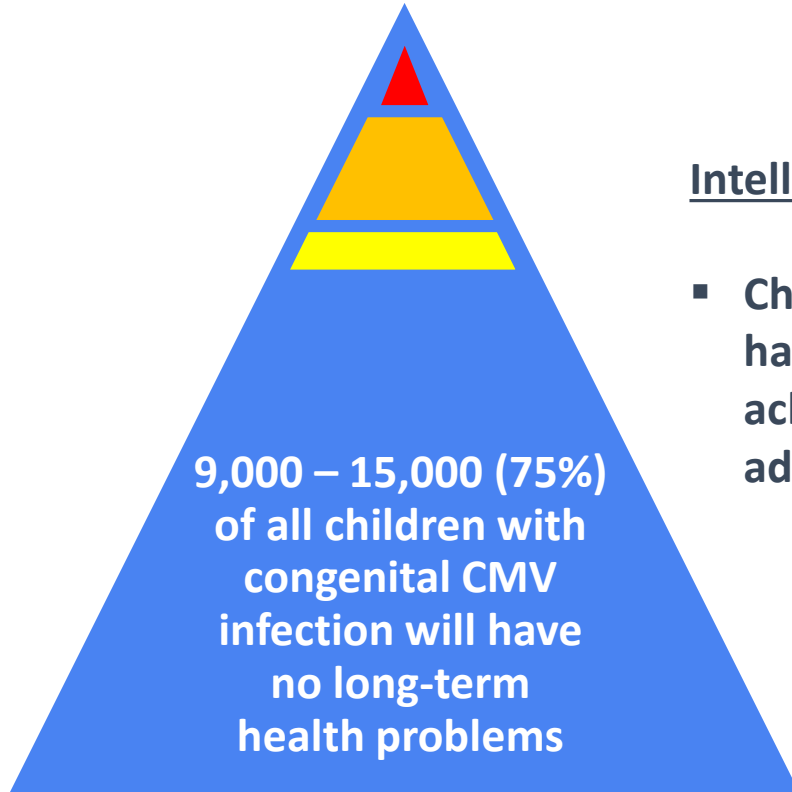 Intell
▪ Ch
ha
ac
ad
9,000 – 15,000 (75%)
of all children with
congenital CMV
infection will have
no long-term
health problems